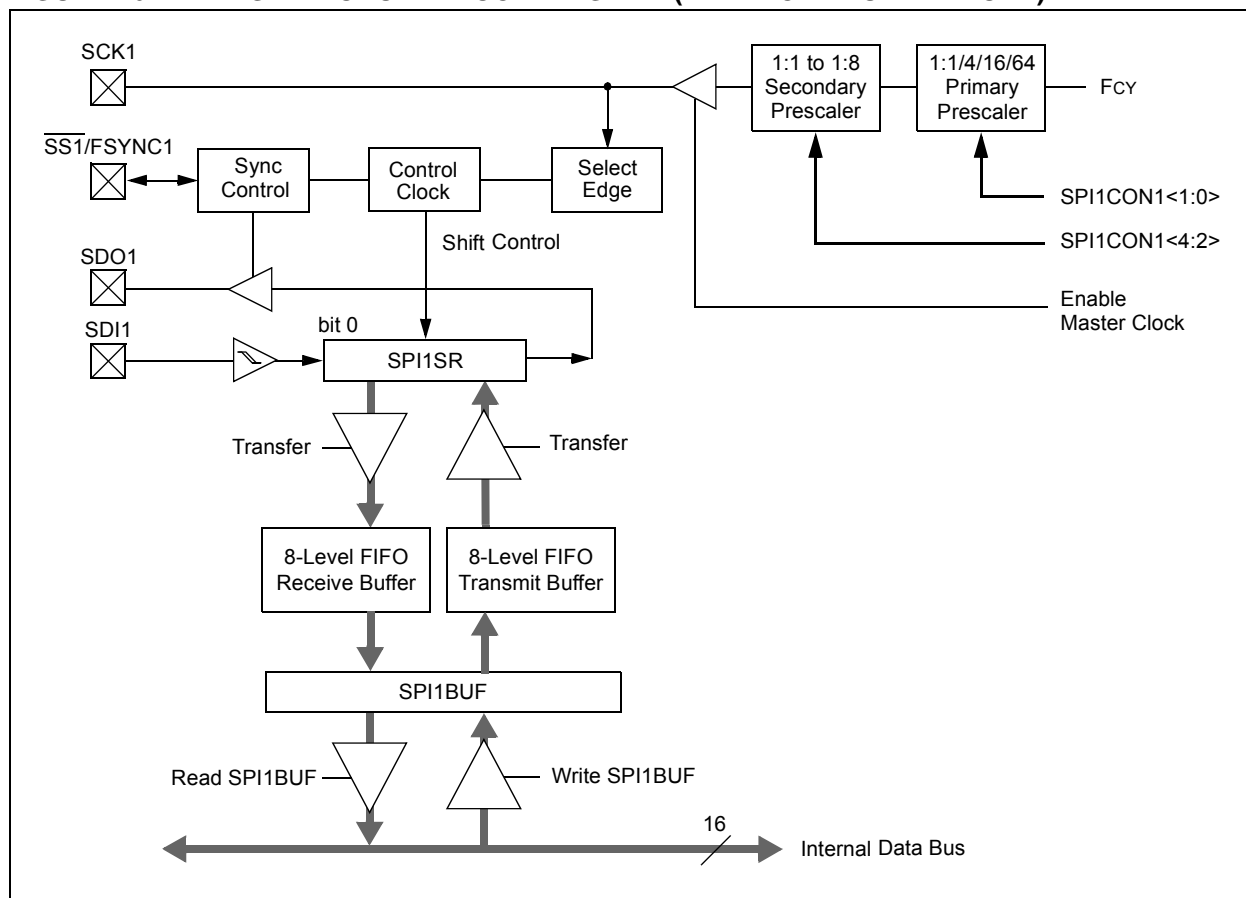 SCK1
1:1 to 1:8
Secondary
Prescaler
1:1/4/16/64
Primary
Prescaler
FCY
SS1/FSYNC1
Sync
Control
Control
Clock
Select
Edge
SPI1CON1<1:0>
SPI1CON1<4:2>
Shift Control
SDO1
Enable
Master Clock
bit 0
SDI1
SPI1SR
Transfer
Transfer
8-Level FIFO
Receive Buffer
8-Level FIFO
Transmit Buffer
SPI1BUF
Read SPI1BUF
Write SPI1BUF
16
Internal Data Bus